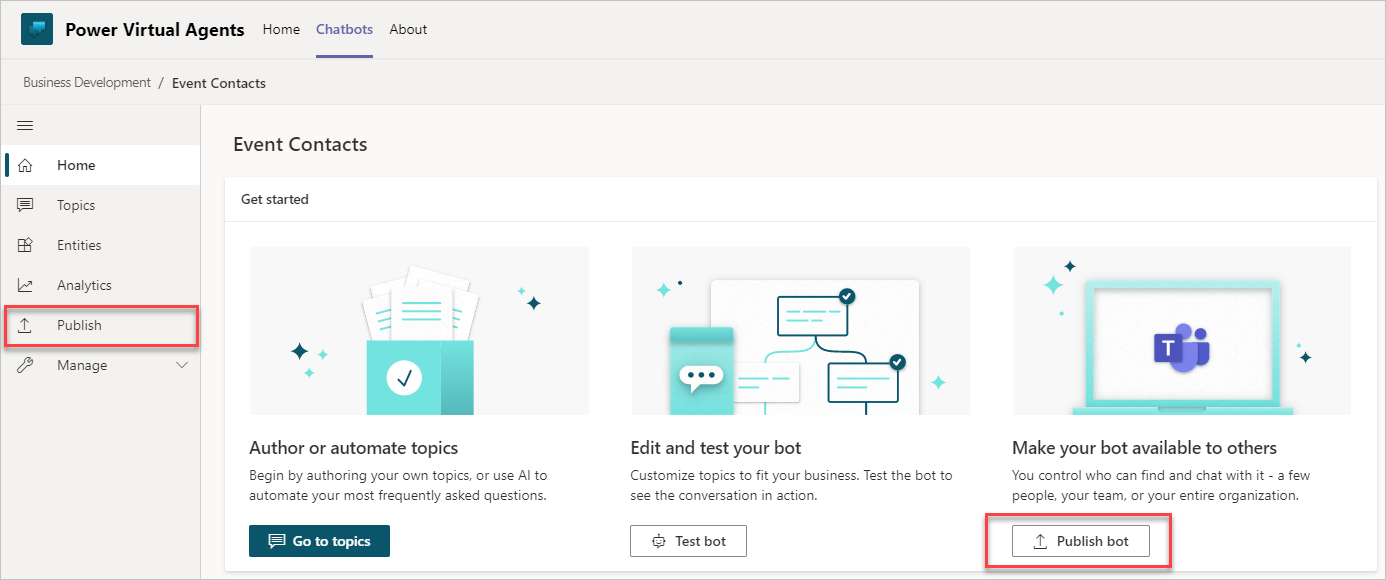 Power Virtual Agents Home Chatbots About
Business Development / Event Contacts
Home
Topics
Entities
Analytics
Publish
Manage
Event Contacts
Get started
T
Author or automate topics
Begin by authoring your own topics, or use AI to
automate your most frequently asked questions.
Go to topics
Edit and test your bot
Customize topics to fit your business. Test the bot to
see the conversation in action.
Test bot
Make your bot available to others
You control who can find and chat with it - a few
people, your team, or your entire organization.
Publish bot